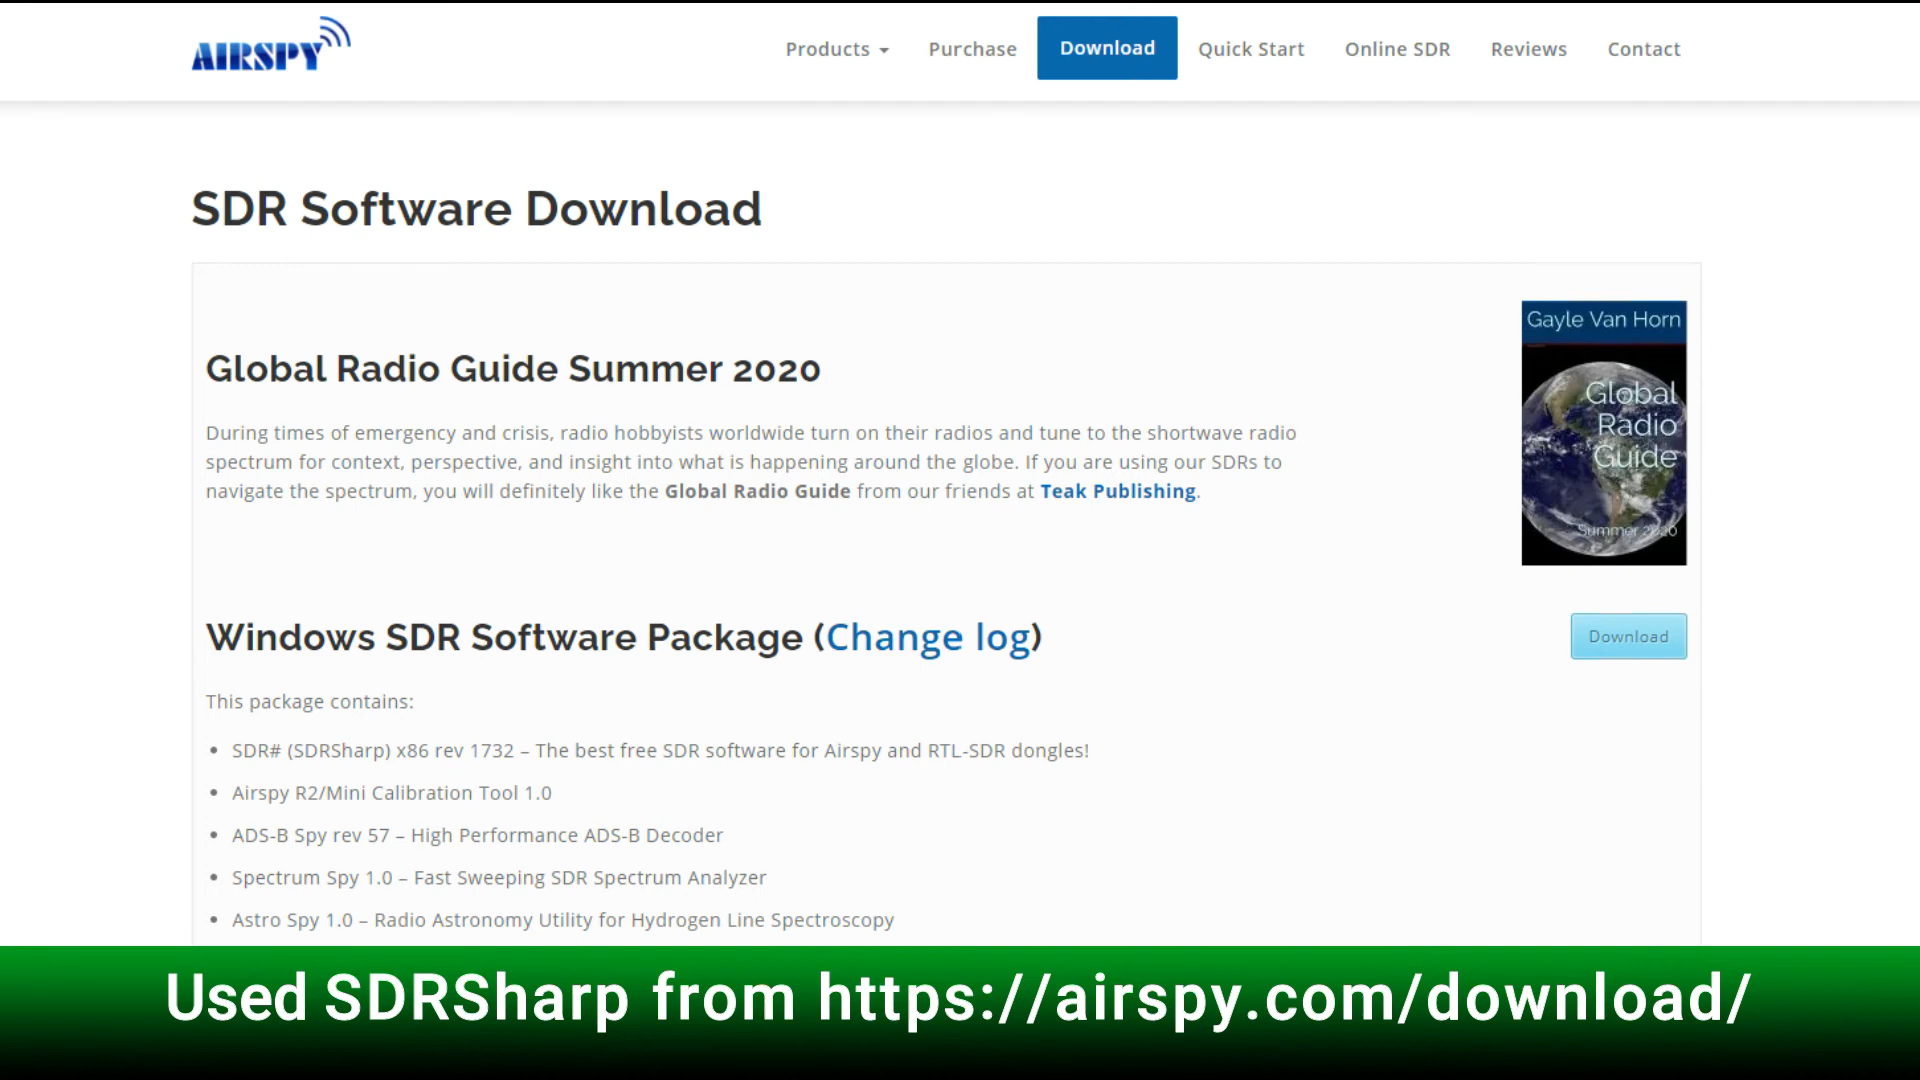 AIRSPY
Products Purchase Download Quick Start Online SDR Reviews Contact
SDR Software Download
Gayle Van Horn
Global
Radio
Guide
Summer 2020
Global Radio Guide Summer 2020
During times of emergency and crisis, radio hobbyists worldwide turn on their radios and tune to the shortwave radio
spectrum for context, perspective, and insight into what is happening around the globe. If you are using our SDRs to
navigate the spectrum, you will definitely like the Global Radio Guide from our friends at Teak Publishing.
Windows SDR Software Package (Change log)
Download
This package contains:
• SDR# (SDRSharp) x86 rev 1732 – The best free SDR software for Airspy and RTL-SDR dongles!
• Airspy R2/Mini Calibration Tool 1.0
• ADS-B Spy rev 57 – High Performance ADS-B Decoder
• Spectrum Spy 1.0 – Fast Sweeping SDR Spectrum Analyzer
• Astro Spy 1.0 – Radio Astronomy Utility for Hydrogen Line Spectroscopy
Used SDRSharp from https://airspy.com/download/